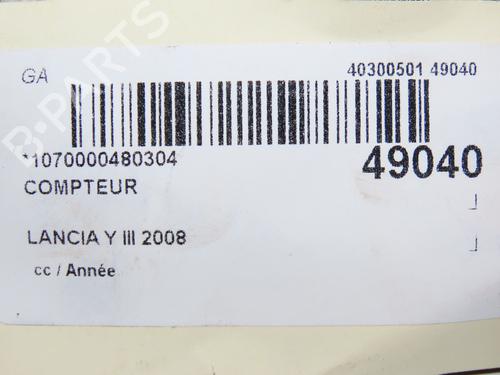 GA
40300501 49040
*1070000480304
49040
COMPTEUR
LANCIA Y III 2008
cc / Année
B-PARTS